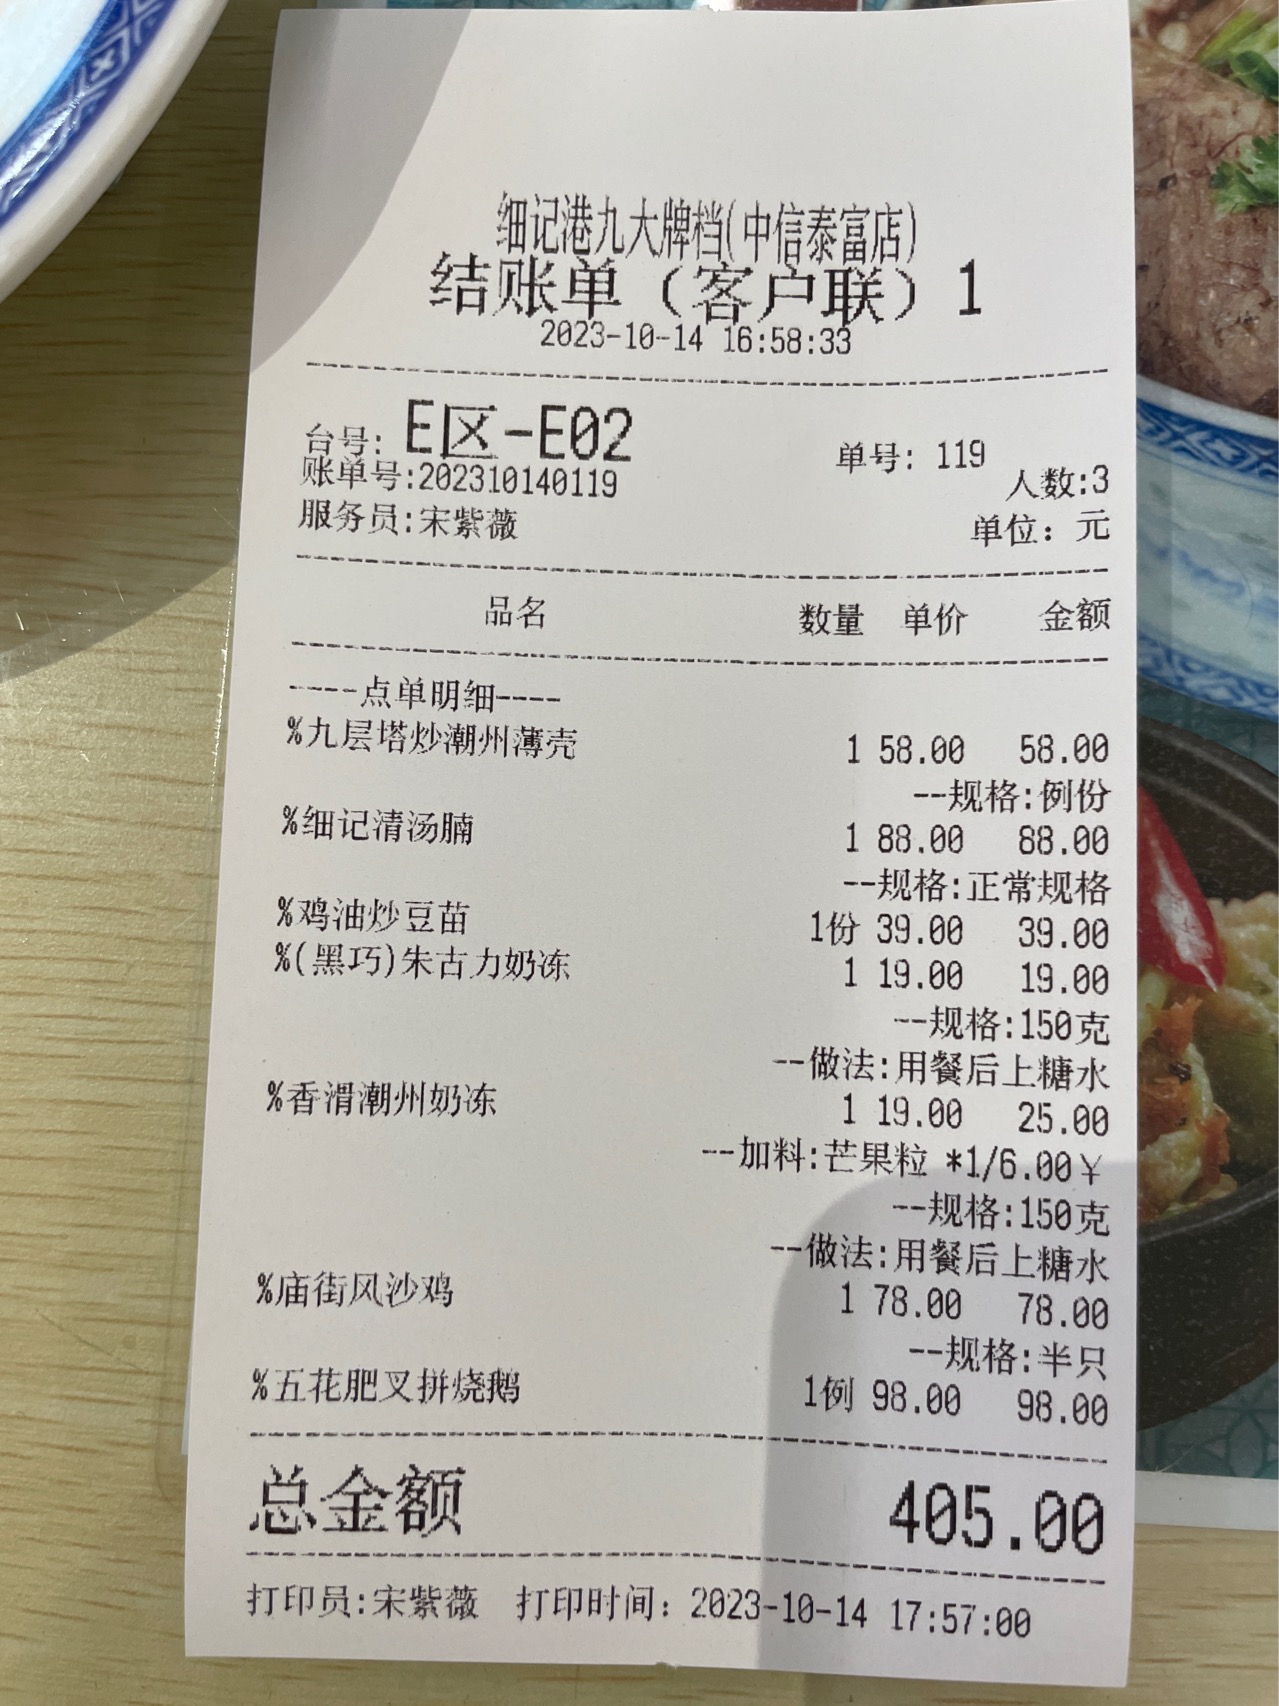 细记港九大牌档(中信泰富店)
结账单（客户联）1
2023-10-14 16:58:33
台号: E区-E02 单号: 119
账单号:202310140119 人数:3
服务员:宋紫薇 单位: 元
品名 数量 单价 金额
----点单明细----
%九层塔炒潮州薄壳 1 58.00 58.00
--规格:例份
%细记清汤腩 1 88.00 88.00
--规格:正常规格
%鸡油炒豆苗 1份 39.00 39.00
%(黑巧)朱古力奶冻 1 19.00 19.00
--规格:150克
--做法:用餐后上糖水
%香滑潮州奶冻 1 19.00 25.00
--加料:芒果粒 *1/6.00￥
--规格:150克
--做法:用餐后上糖水
%庙街风沙鸡 1 78.00 78.00
--规格:半只
%五花肥叉拼烧鹅 1例 98.00 98.00
总金额 405.00
打印员:宋紫薇 打印时间: 2023-10-14 17:57:00